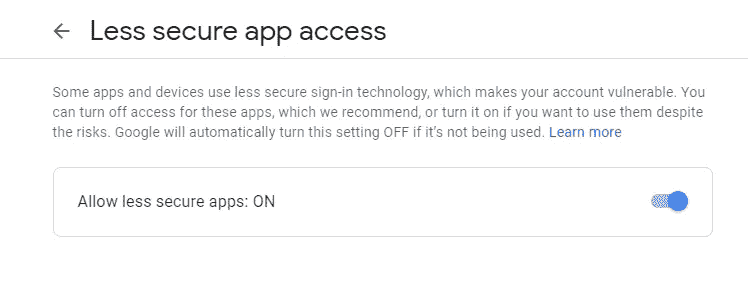 Less secure app access
Some apps and devices use less secure sign-in technology, which makes your account vulnerable. You
can turn off access for these apps, which we recommend, or turn it on if you want to use them despite
the risks. Google will automatically turn this setting OFF if it's not being used. Learn more
Allow less secure apps: ON